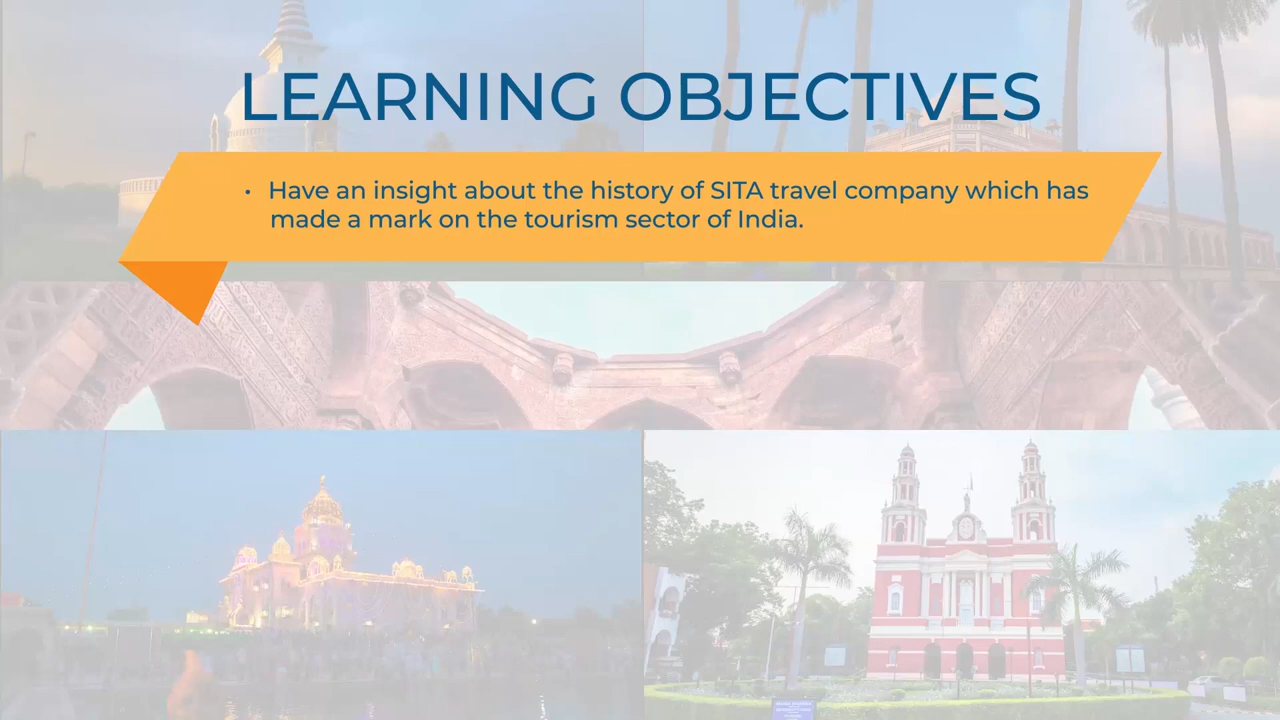 LEARNING OBJECTIVES
• Have an insight about the history of SITA travel company which has
made a mark on the tourism sector of India.